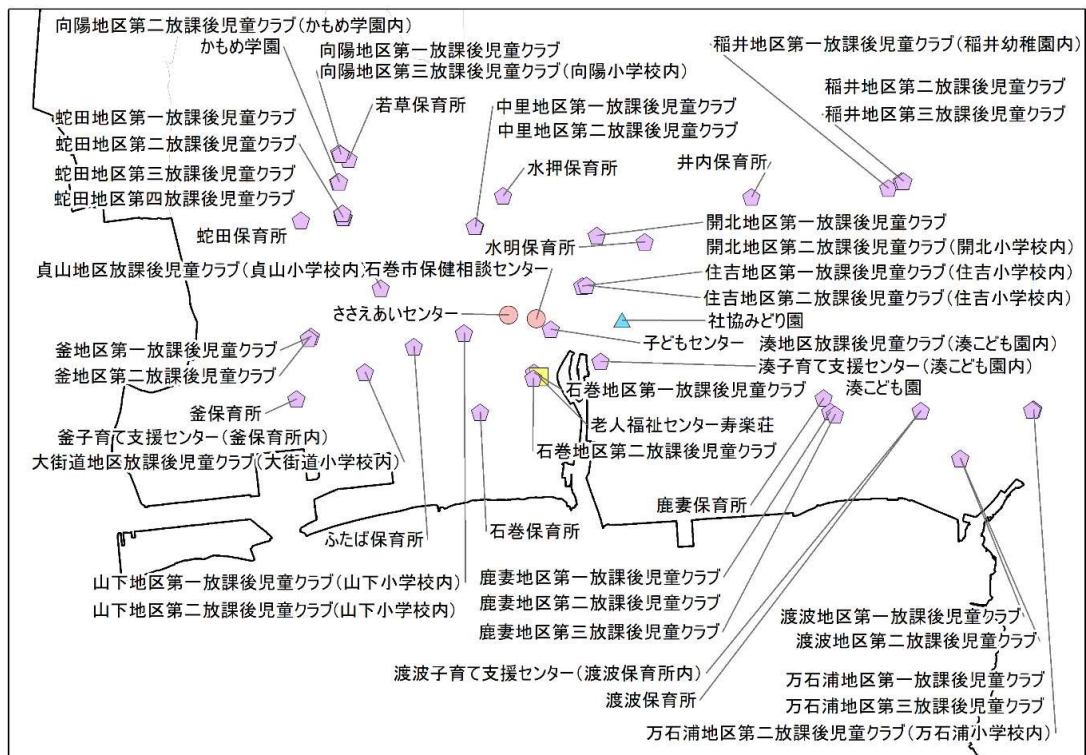 向陽地区第二放課後児童クラブ(かもめ学園内)
かもめ学園
向陽地区第一放課後児童クラブ
向陽地区第三放課後児童クラブ(向陽小学校内)
若草保育所
稲井地区第一放課後児童クラブ(稲井幼稚園内)
稲井地区第二放課後児童クラブ
稲井地区第三放課後児童クラブ
中里地区第一放課後児童クラブ
中里地区第二放課後児童クラブ
蛇田地区第一放課後児童クラブ
蛇田地区第二放課後児童クラブ
蛇田地区第三放課後児童クラブ
蛇田地区第四放課後児童クラブ
水押保育所
井内保育所
蛇田保育所
水明保育所
開北地区第一放課後児童クラブ
開北地区第二放課後児童クラブ(開北小学校内)
貞山地区放課後児童クラブ(貞山小学校内)
石巻市保健相談センター
住吉地区第一放課後児童クラブ(住吉小学校内)
住吉地区第二放課後児童クラブ(住吉小学校内)
ささえあいセンター
社協みどり園
子どもセンター
湊地区放課後児童クラブ(湊こども園内)
釜地区第一放課後児童クラブ
釜地区第二放課後児童クラブ
湊子育て支援センター(湊こども園内)
湊こども園
石巻地区第一放課後児童クラブ
釜保育所
老人福祉センター寿楽荘
釜子育て支援センター(釜保育所内)
石巻地区第二放課後児童クラブ
大街道地区放課後児童クラブ(大街道小学校内)
鹿妻保育所
ふたば保育所
石巻保育所
山下地区第一放課後児童クラブ(山下小学校内)
山下地区第二放課後児童クラブ(山下小学校内)
鹿妻地区第一放課後児童クラブ
鹿妻地区第二放課後児童クラブ
鹿妻地区第三放課後児童クラブ
渡波地区第一放課後児童クラブ
渡波地区第二放課後児童クラブ
渡波子育て支援センター(渡波保育所内)
渡波保育所
万石浦地区第一放課後児童クラブ
万石浦地区第三放課後児童クラブ
万石浦地区第二放課後児童クラブ(万石浦小学校内)